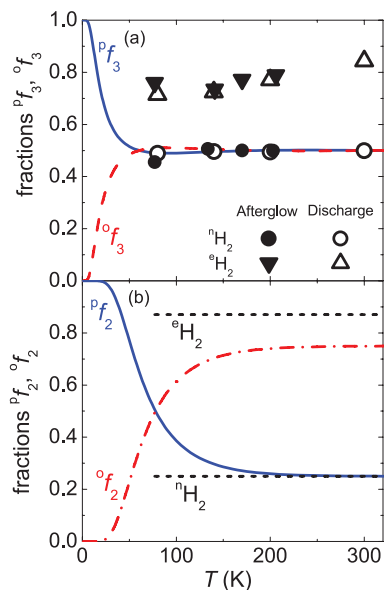 1.0
(a)
ᵖf₃
0.8
0.6
0.4
0.2
0.0
fractions ᵖf₃, ᵒf₃
ᵒf₃
Afterglow Discharge
ⁿH₂
ᵉH₂
(b)
ᵖf₂
ᵉH₂
0.8
0.6
0.4
0.2
0.0
fractions ᵖf₂, ᵒf₂
ᵒf₂
ⁿH₂
0 100 200 300
T (K)